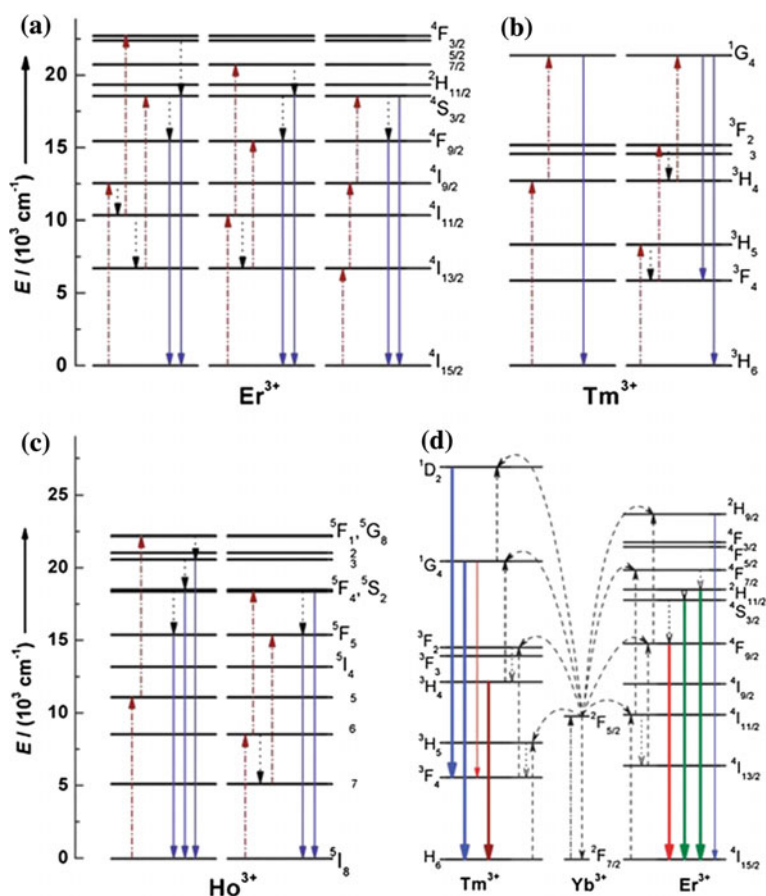 (a)
E / (10³ cm⁻¹)
20
15
10
5
0
⁴F₃/₂
5/2
7/2
²H₁₁/₂
⁴S₃/₂
⁴F₉/₂
⁴I₉/₂
⁴I₁₁/₂
⁴I₁₃/₂
⁴I₁₅/₂
Er³⁺
(b)
¹G₄
³F₂
3
³H₄
³H₅
³F₄
³H₆
Tm³⁺
(c)
E / (10³ cm⁻¹)
25
20
15
10
5
0
⁵F₁, ⁵G₈
2
3
⁵F₄, ⁵S₂
⁵F₅
⁵I₄
5
6
7
⁵I₈
Ho³⁺
(d)
¹D₂
¹G₄
³F₂
³F₃
³H₄
³H₅
³F₄
H₆
Tm³⁺
²F₅/₂
²F₇/₂
Yb³⁺
²H₉/₂
⁴F₃/₂
⁴F₅/₂
⁴F₇/₂
²H₁₁/₂
⁴S₃/₂
⁴F₉/₂
⁴I₉/₂
⁴I₁₁/₂
⁴I₁₃/₂
⁴I₁₅/₂
Er³⁺